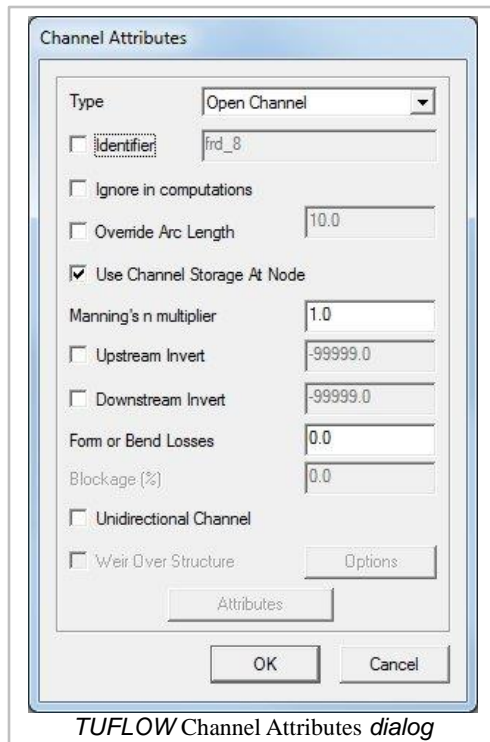 Channel Attributes
Type Open Channel
Identifier frd_8
Ignore in computations
Override Arc Length 10.0
Use Channel Storage At Node
Manning's n multiplier 1.0
Upstream Invert -99999.0
Downstream Invert -99999.0
Form or Bend Losses 0.0
Blockage (%) 0.0
Unidirectional Channel
Weir Over Structure Options
Attributes
OK Cancel
TUFLOW Channel Attributes dialog